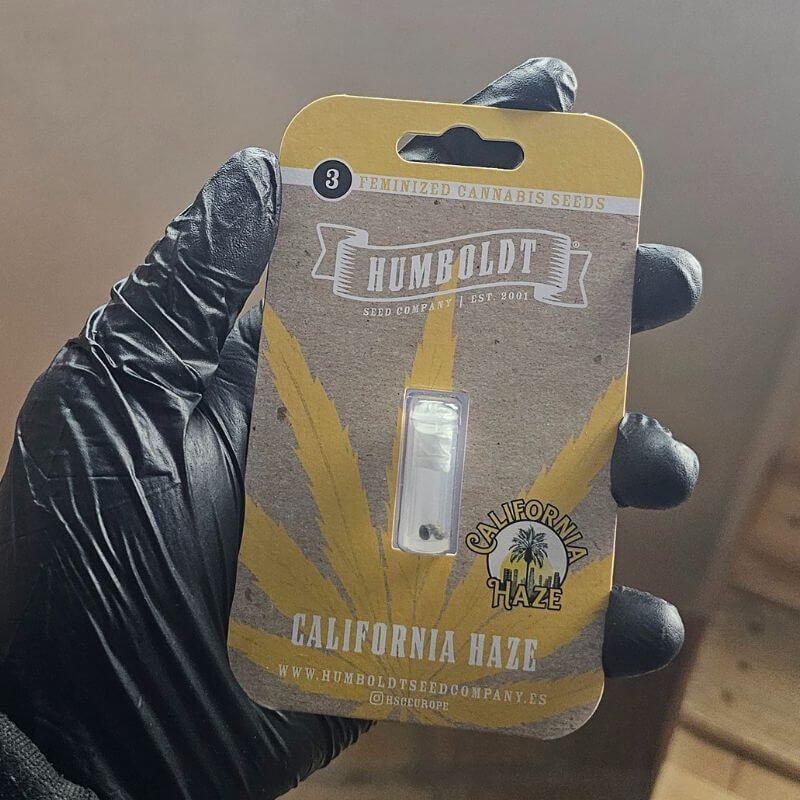 3 FEMINIZED CANNABIS SEEDS
HUMBOLDT®
SEED COMPANY | EST. 2001
CALIFORNIA
HAZE
CALIFORNIA HAZE
WWW.HUMBOLDTSEEDCOMPANY.ES
HSCEUROPE